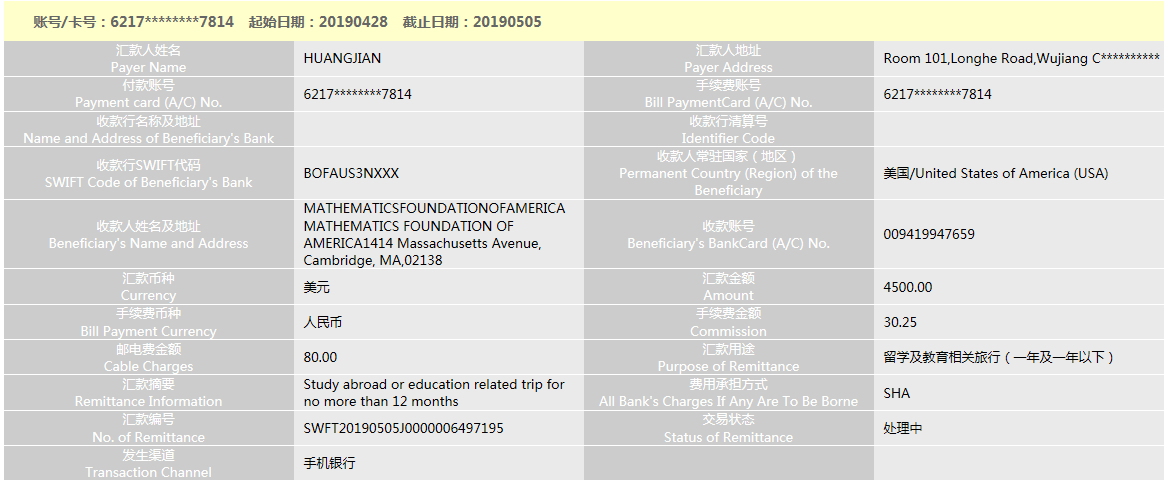 账号/卡号：6217********7814 起始日期：20190428 截止日期：20190505
汇款人姓名
Payer Name
HUANGJIAN
汇款人地址
Payer Address
Room 101,Longhe Road,Wujiang C**********
付款账号
Payment card (A/C) No.
6217********7814
手续费账号
Bill PaymentCard (A/C) No.
6217********7814
收款行名称及地址
Name and Address of Beneficiary's Bank
收款行清算号
Identifier Code
收款行SWIFT代码
SWIFT Code of Beneficiary's Bank
BOFAUS3NXXX
收款人常驻国家（地区）
Permanent Country (Region) of the
Beneficiary
美国/United States of America (USA)
收款人姓名及地址
Beneficiary's Name and Address
MATHEMATICSFOUNDATIONOFAMERICA
MATHEMATICS FOUNDATION OF
AMERICA1414 Massachusetts Avenue,
Cambridge, MA,02138
收款账号
Beneficiary's BankCard (A/C) No.
009419947659
汇款币种
Currency
美元
汇款金额
Amount
4500.00
手续费币种
Bill Payment Currency
人民币
手续费金额
Commission
30.25
邮电费金额
Cable Charges
80.00
汇款用途
Purpose of Remittance
留学及教育相关旅行（一年及一年以下）
汇款摘要
Remittance Information
Study abroad or education related trip for
no more than 12 months
费用承担方式
All Bank's Charges If Any Are To Be Borne
SHA
汇款编号
No. of Remittance
SWFT20190505J0000006497195
交易状态
Status of Remittance
处理中
发生渠道
Transaction Channel
手机银行